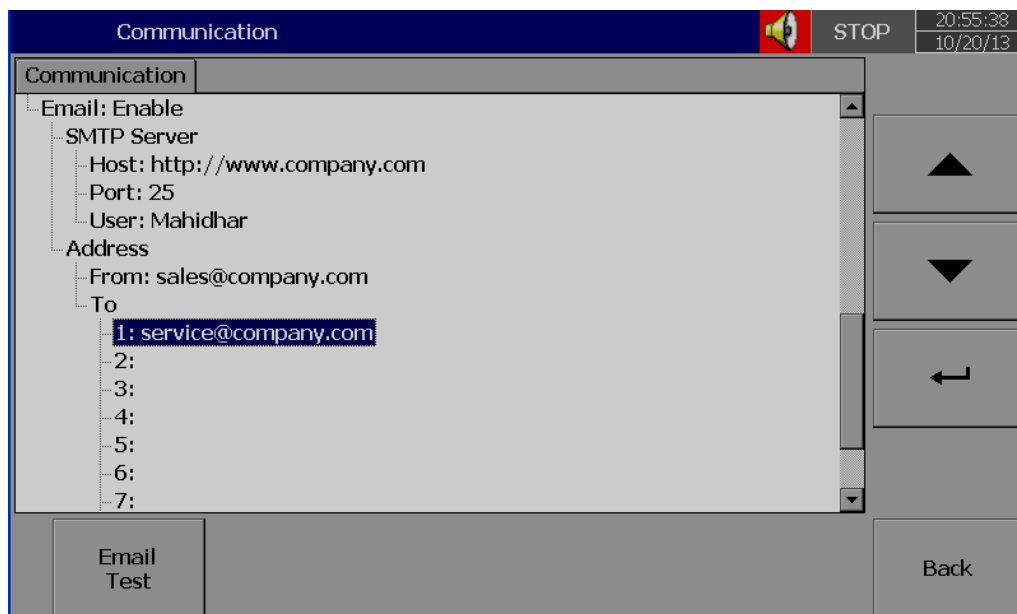 Communication
STOP
20:55:38
10/20/13
Communication
Email: Enable
SMTP Server
Host: http://www.company.com
Port: 25
User: Mahidhar
Address
From: sales@company.com
To
1: service@company.com
2:
3:
4:
5:
6:
7:
Email
Test
Back